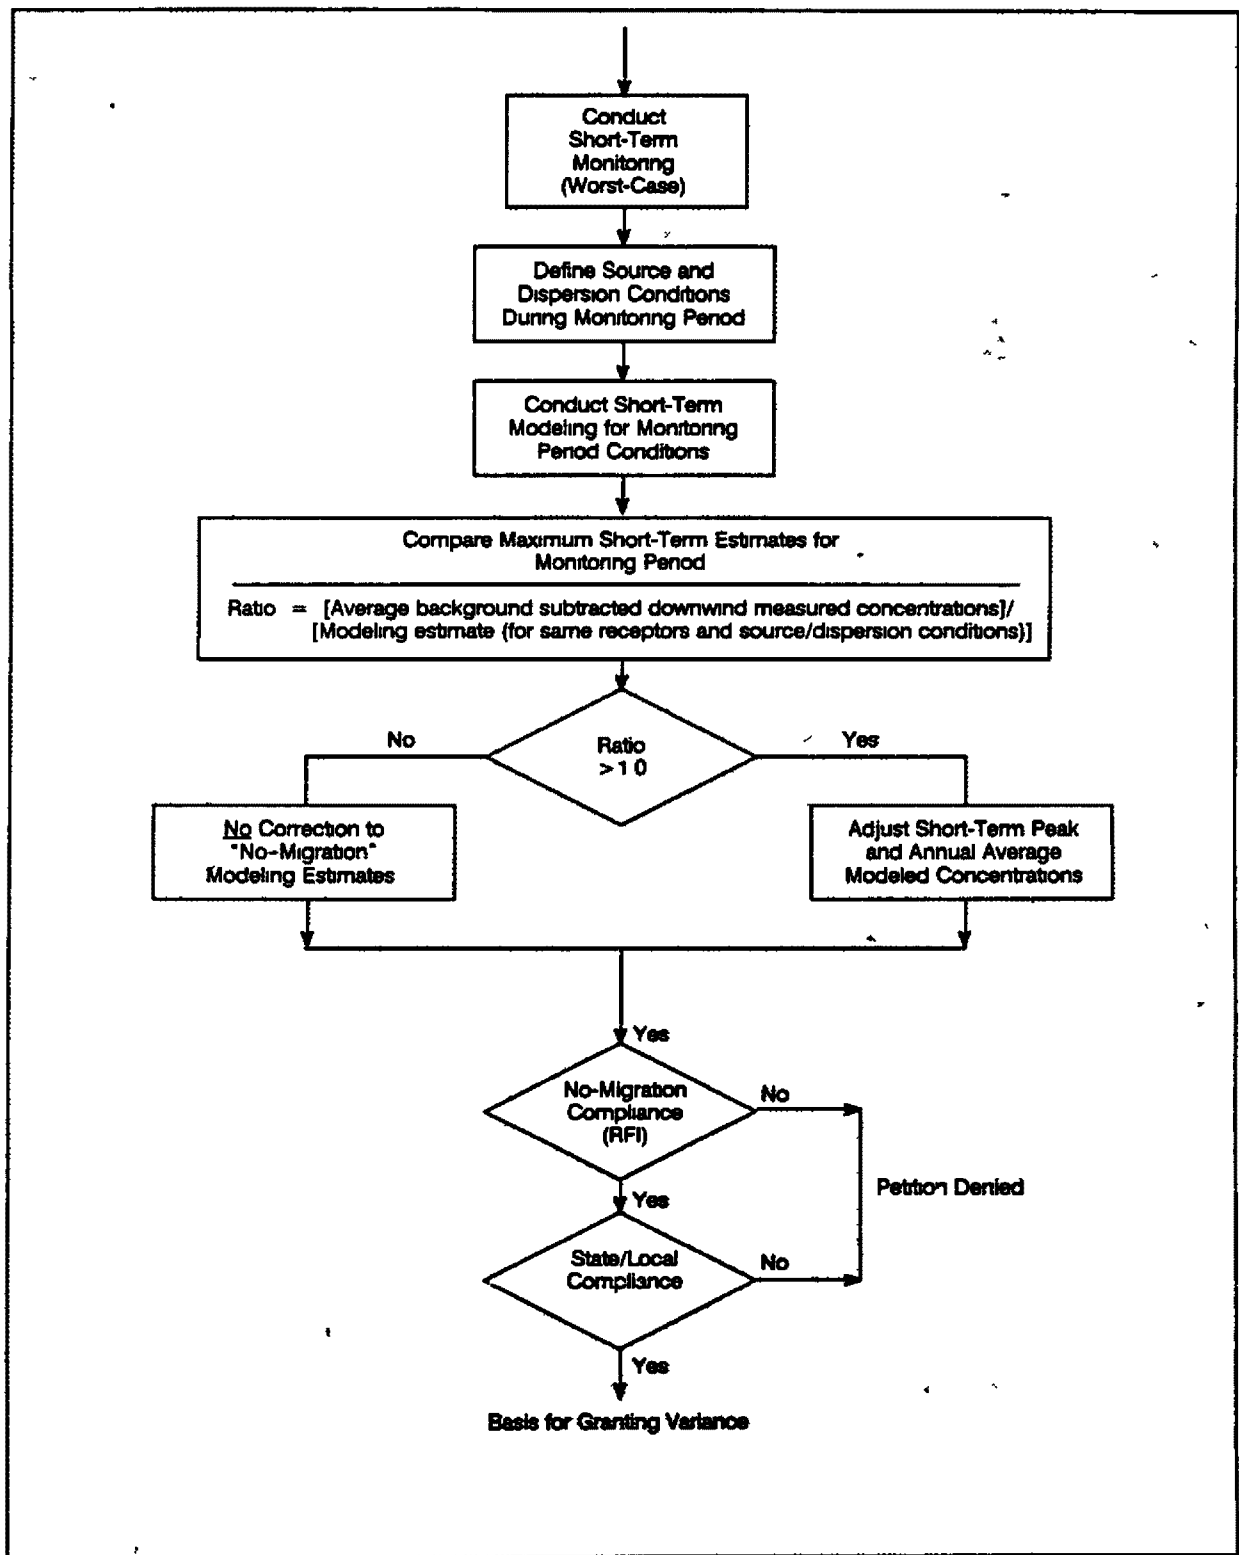 Conduct
Short-Term
Monitoring
(Worst-Case)
Define Source and
Dispersion Conditions
During Monitoring Period
Conduct Short-Term
Modeling for Monitoring
Period Conditions
Compare Maximum Short-Term Estimates for
Monitoring Period
Ratio = [Average background subtracted downwind measured concentrations]/
[Modeling estimate (for same receptors and source/dispersion conditions)]
No
Ratio
> 1 0
Yes
No Correction to
"No-Migration"
Modeling Estimates
Adjust Short-Term Peak
and Annual Average
Modeled Concentrations
Yes
No-Migration
Compliance
(RFI)
No
Petition Denied
Yes
State/Local
Compliance
No
Yes
Basis for Granting Variance